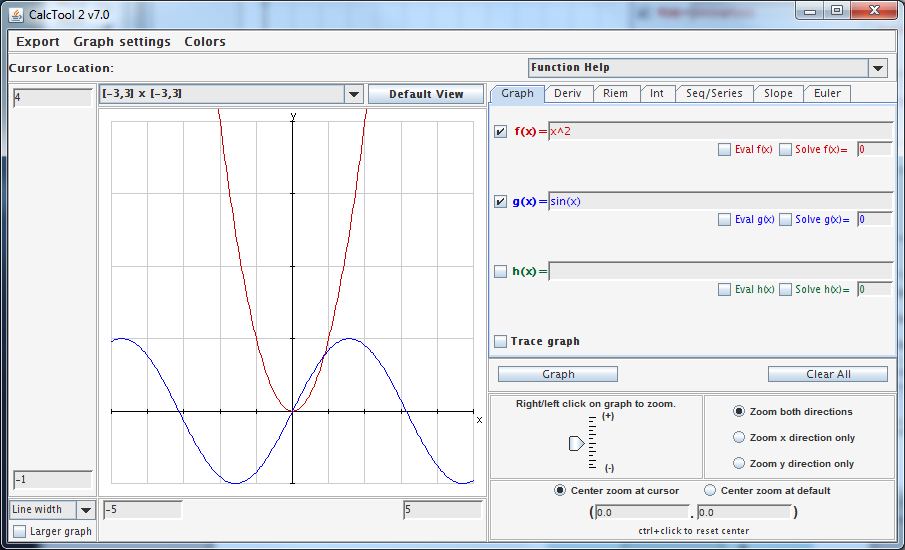 CalcTool 2 v7.0
Export Graph settings Colors
Cursor Location:
Function Help
4
[-3,3] x [-3,3]
Default View
Graph Deriv Riem Int Seq/Series Slope Euler
y
f(x)= x^2
Eval f(x) Solve f(x)= 0
g(x)= sin(x)
Eval g(x) Solve g(x)= 0
h(x)=
Eval h(x) Solve h(x)= 0
Trace graph
Graph Clear All
x
Right/left click on graph to zoom.
(+)
(-)
Zoom both directions
Zoom x direction only
Zoom y direction only
-1
Line width
-5
5
Larger graph
Center zoom at cursor Center zoom at default
( 0.0 , 0.0 )
ctrl+click to reset center